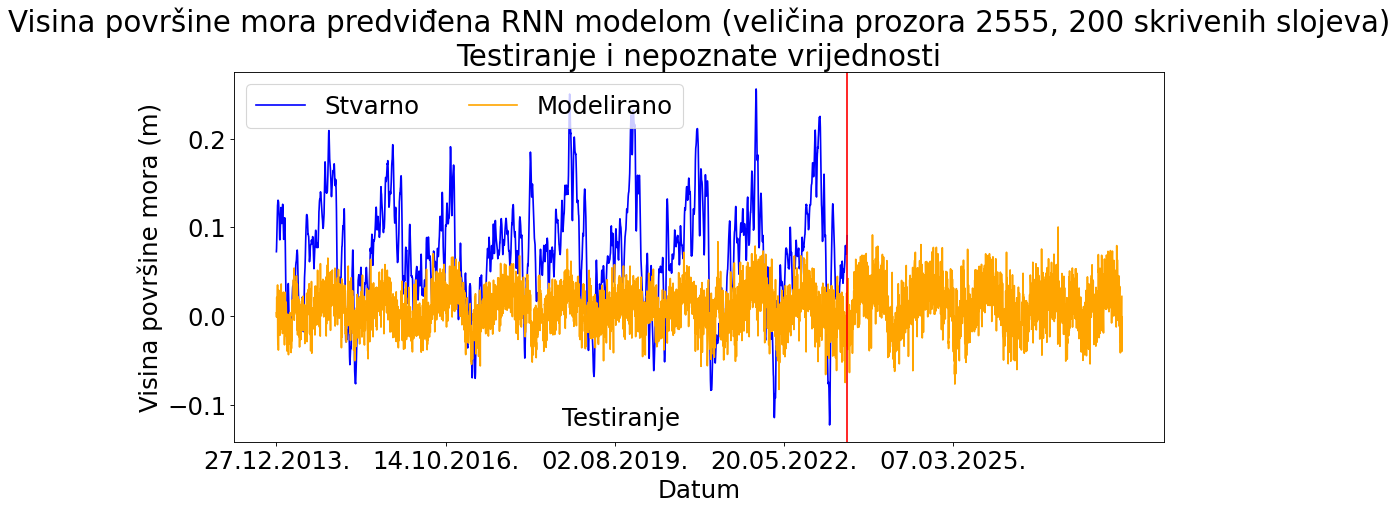 Visina površine mora predviđena RNN modelom (veličina prozora 2555, 200 skrivenih slojeva)
Testiranje i nepoznate vrijednosti
Stvarno
Modelirano
Visina površine mora (m)
0.2
0.1
0.0
−0.1
Testiranje
27.12.2013.
14.10.2016.
02.08.2019.
20.05.2022.
07.03.2025.
Datum